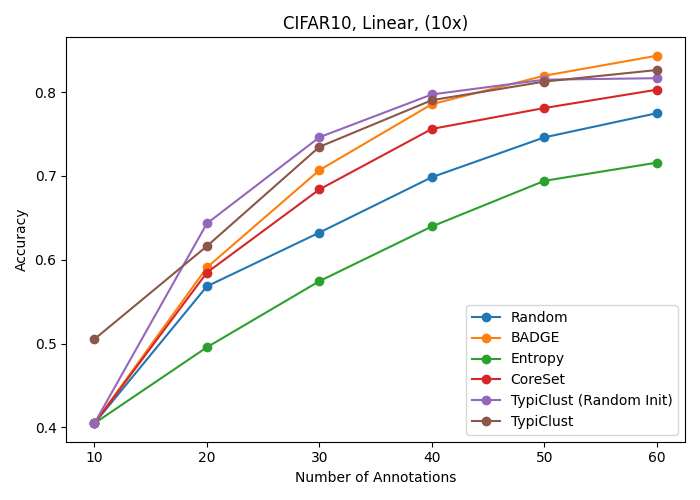 CIFAR10, Linear, (10x)
Accuracy
0.8
0.7
0.6
0.5
0.4
10 20 30 40 50 60
Number of Annotations
Random
BADGE
Entropy
CoreSet
TypiClust (Random Init)
TypiClust